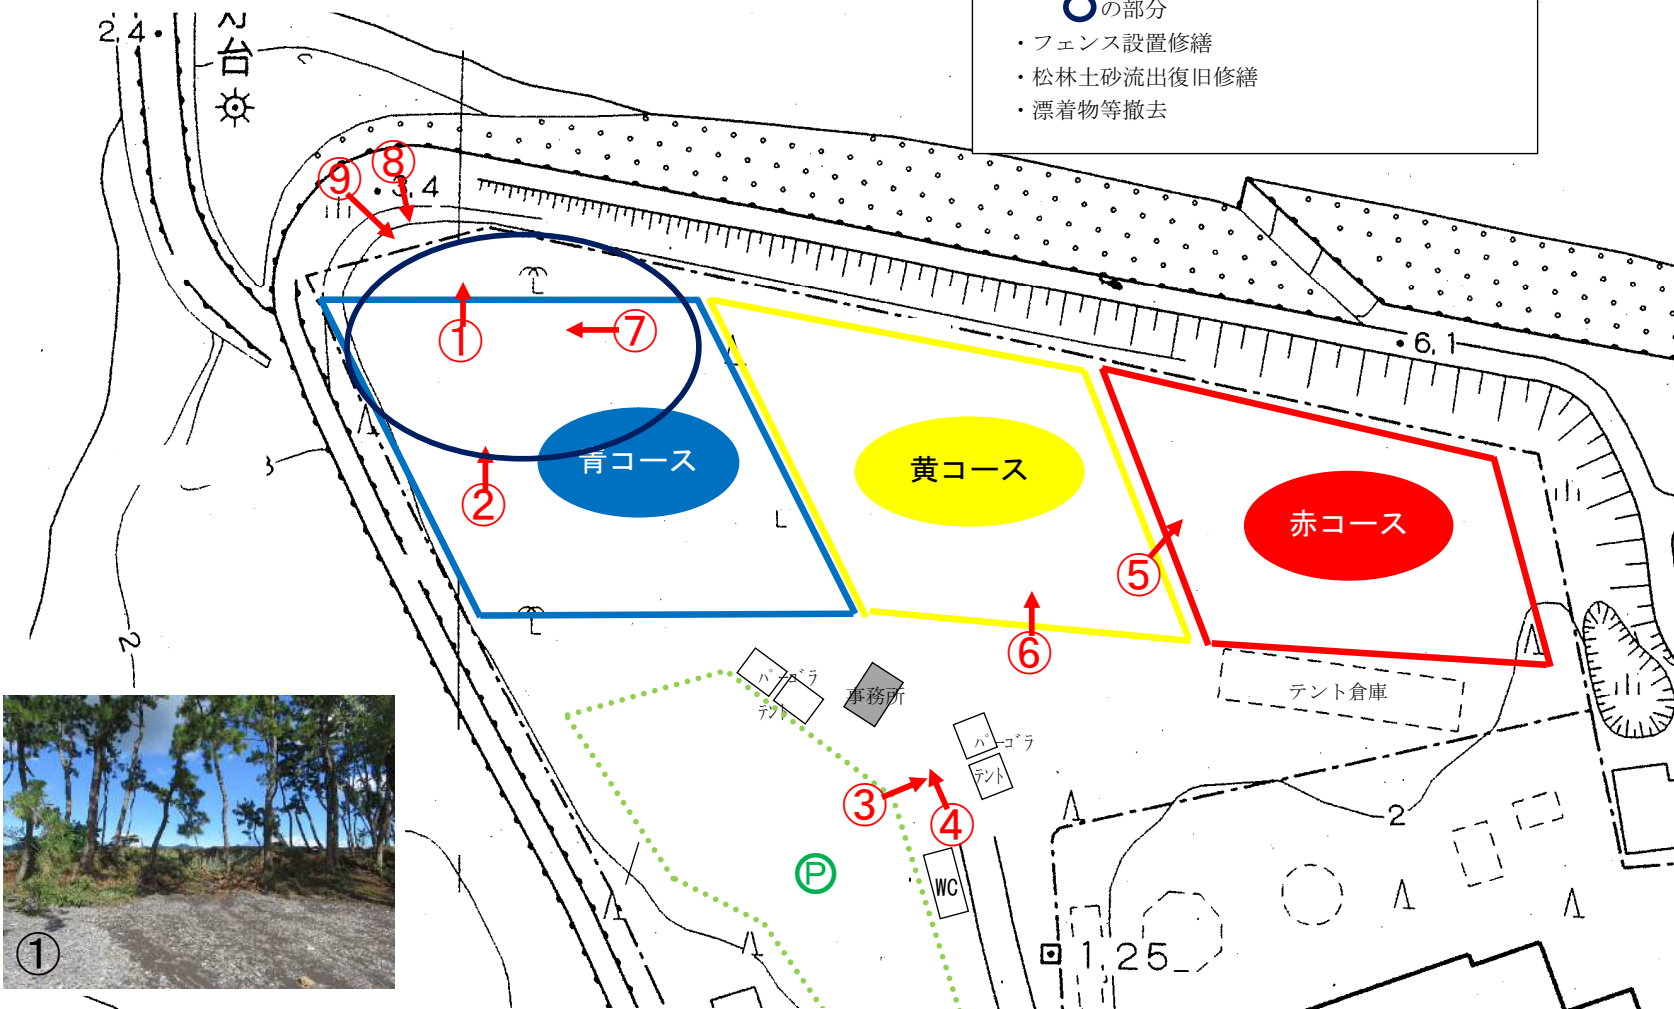 の部分
・フェンス設置修繕
・松林土砂流出復旧修繕
・漂着物等撤去
2.4
台
⑨
⑧
3.4
6.1
①
⑦
青コース
黄コース
赤コース
②
⑤
⑥
2
パーゴラ
テント
事務所
テント倉庫
パーゴラ
テント
③
④
2
P
WC
1.25
①